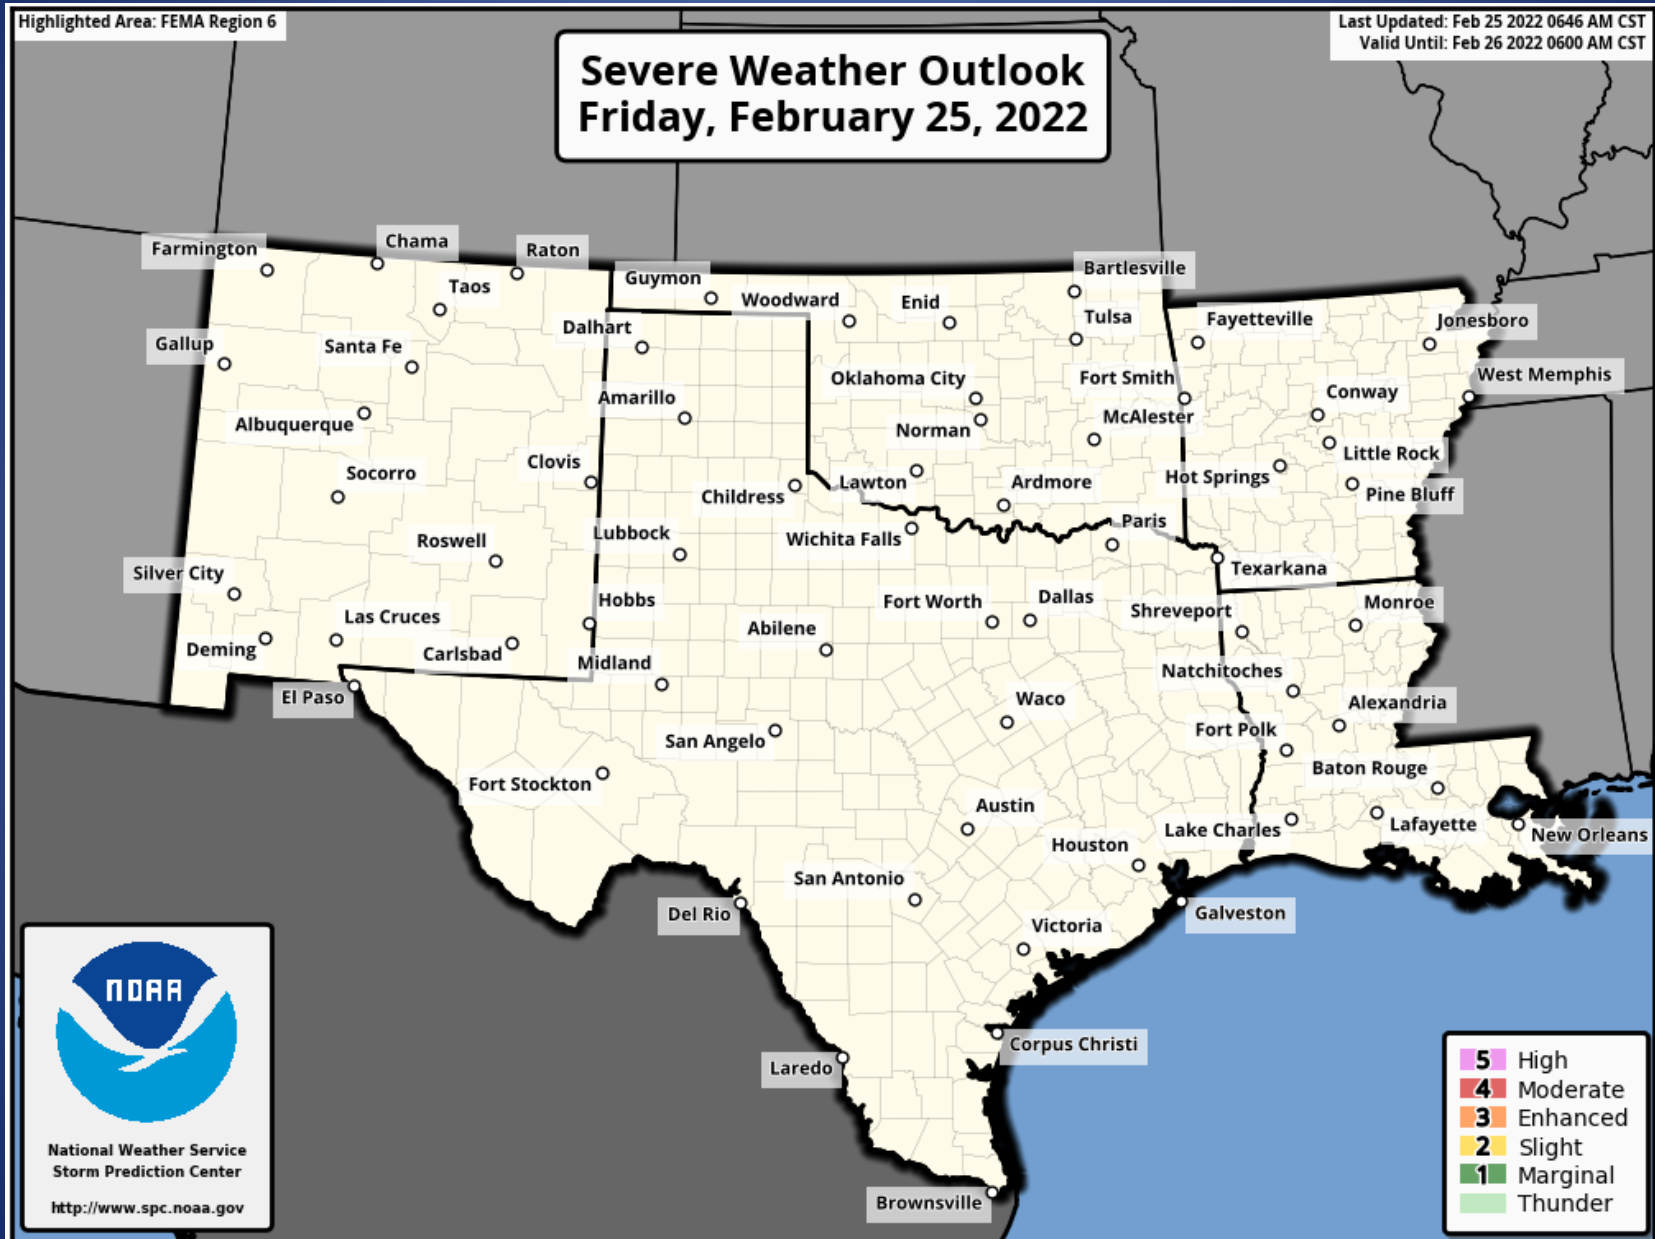 Highlighted Area: FEMA Region 6
Last Updated: Feb 25 2022 0646 AM CST
Valid Until: Feb 26 2022 0600 AM CST
Severe Weather Outlook
Friday, February 25, 2022
Farmington
Chama
Raton
Taos
Guymon
Woodward
Enid
Bartlesville
Tulsa
Fayetteville
Jonesboro
Gallup
Santa Fe
Dalhart
Oklahoma City
Fort Smith
West Memphis
Conway
Albuquerque
Amarillo
Norman
McAlester
Little Rock
Socorro
Clovis
Childress
Lawton
Ardmore
Hot Springs
Pine Bluff
Roswell
Lubbock
Wichita Falls
Paris
Texarkana
Silver City
Las Cruces
Hobbs
Fort Worth
Dallas
Shreveport
Monroe
Deming
Carlsbad
Midland
Abilene
Natchitoches
El Paso
San Angelo
Waco
Fort Polk
Alexandria
Fort Stockton
Baton Rouge
Austin
Lake Charles
Lafayette
New Orleans
Houston
San Antonio
Del Rio
Victoria
Galveston
Corpus Christi
Laredo
Brownsville
NOAA
National Weather Service
Storm Prediction Center
http://www.spc.noaa.gov
5 High
4 Moderate
3 Enhanced
2 Slight
1 Marginal
Thunder